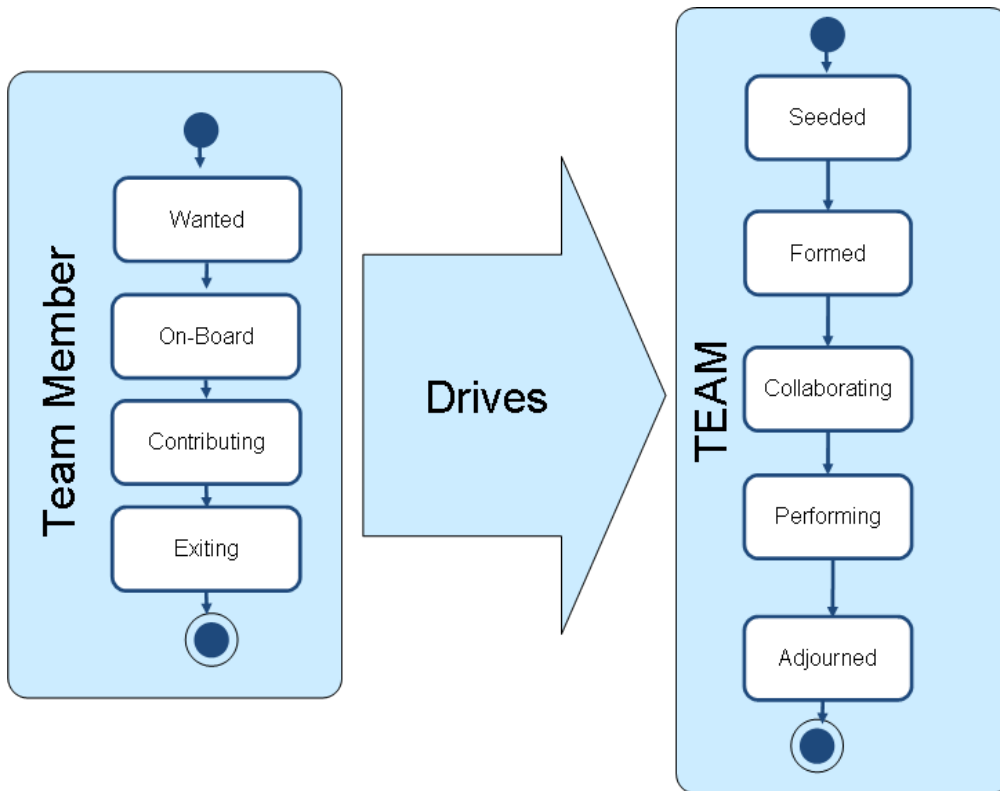 Team Member
Wanted
On-Board
Contributing
Exiting
Drives
TEAM
Seeded
Formed
Collaborating
Performing
Adjourned